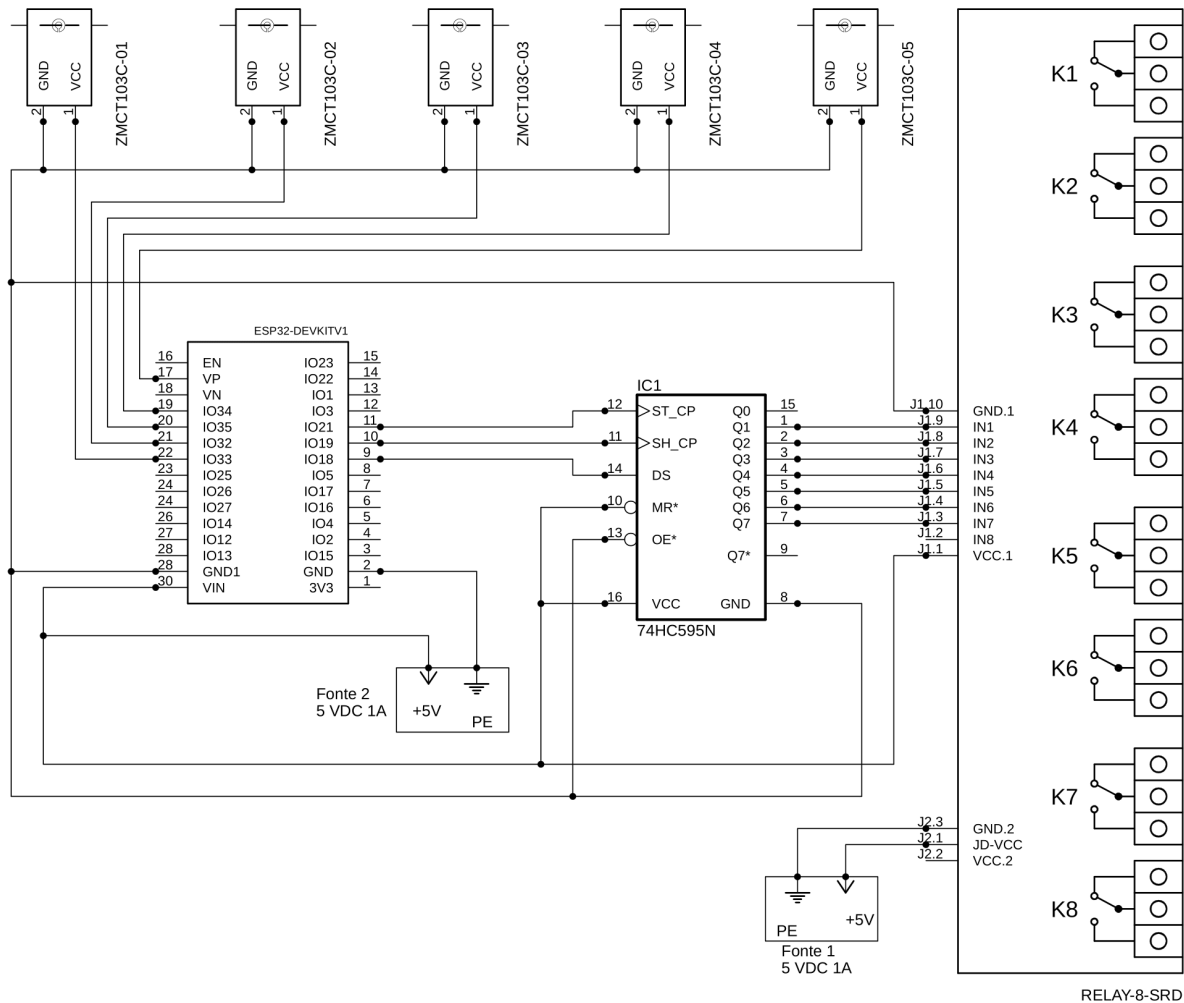 GND
VCC
2
1
ZMCT103C-01
GND
VCC
2
1
ZMCT103C-02
GND
VCC
2
1
ZMCT103C-03
GND
VCC
2
1
ZMCT103C-04
GND
VCC
2
1
ZMCT103C-05
K1
K2
K3
K4
K5
K6
K7
K8
ESP32-DEVKITV1
16 EN IO23 15
17 VP IO22 14
18 VN IO1 13
19 IO34 IO3 12
20 IO35 IO21 11
21 IO32 IO19 10
22 IO33 IO18 9
23 IO25 IO5 8
24 IO26 IO17 7
24 IO27 IO16 6
26 IO14 IO4 5
27 IO12 IO2 4
28 IO13 IO15 3
28 GND1 GND 2
30 VIN 3V3 1
IC1
12 ST_CP Q0 15
Q1 1
11 SH_CP Q2 2
Q3 3
14 DS Q4 4
Q5 5
10 MR* Q6 6
Q7 7
13 OE*
Q7* 9
16 VCC GND 8
74HC595N
J1.10 GND.1
J1.9 IN1
J1.8 IN2
J1.7 IN3
J1.6 IN4
J1.5 IN5
J1.4 IN6
J1.3 IN7
J1.2 IN8
J1.1 VCC.1
Fonte 2
5 VDC 1A
+5V
PE
J2.3 GND.2
J2.1 JD-VCC
J2.2 VCC.2
+5V
PE
Fonte 1
5 VDC 1A
RELAY-8-SRD